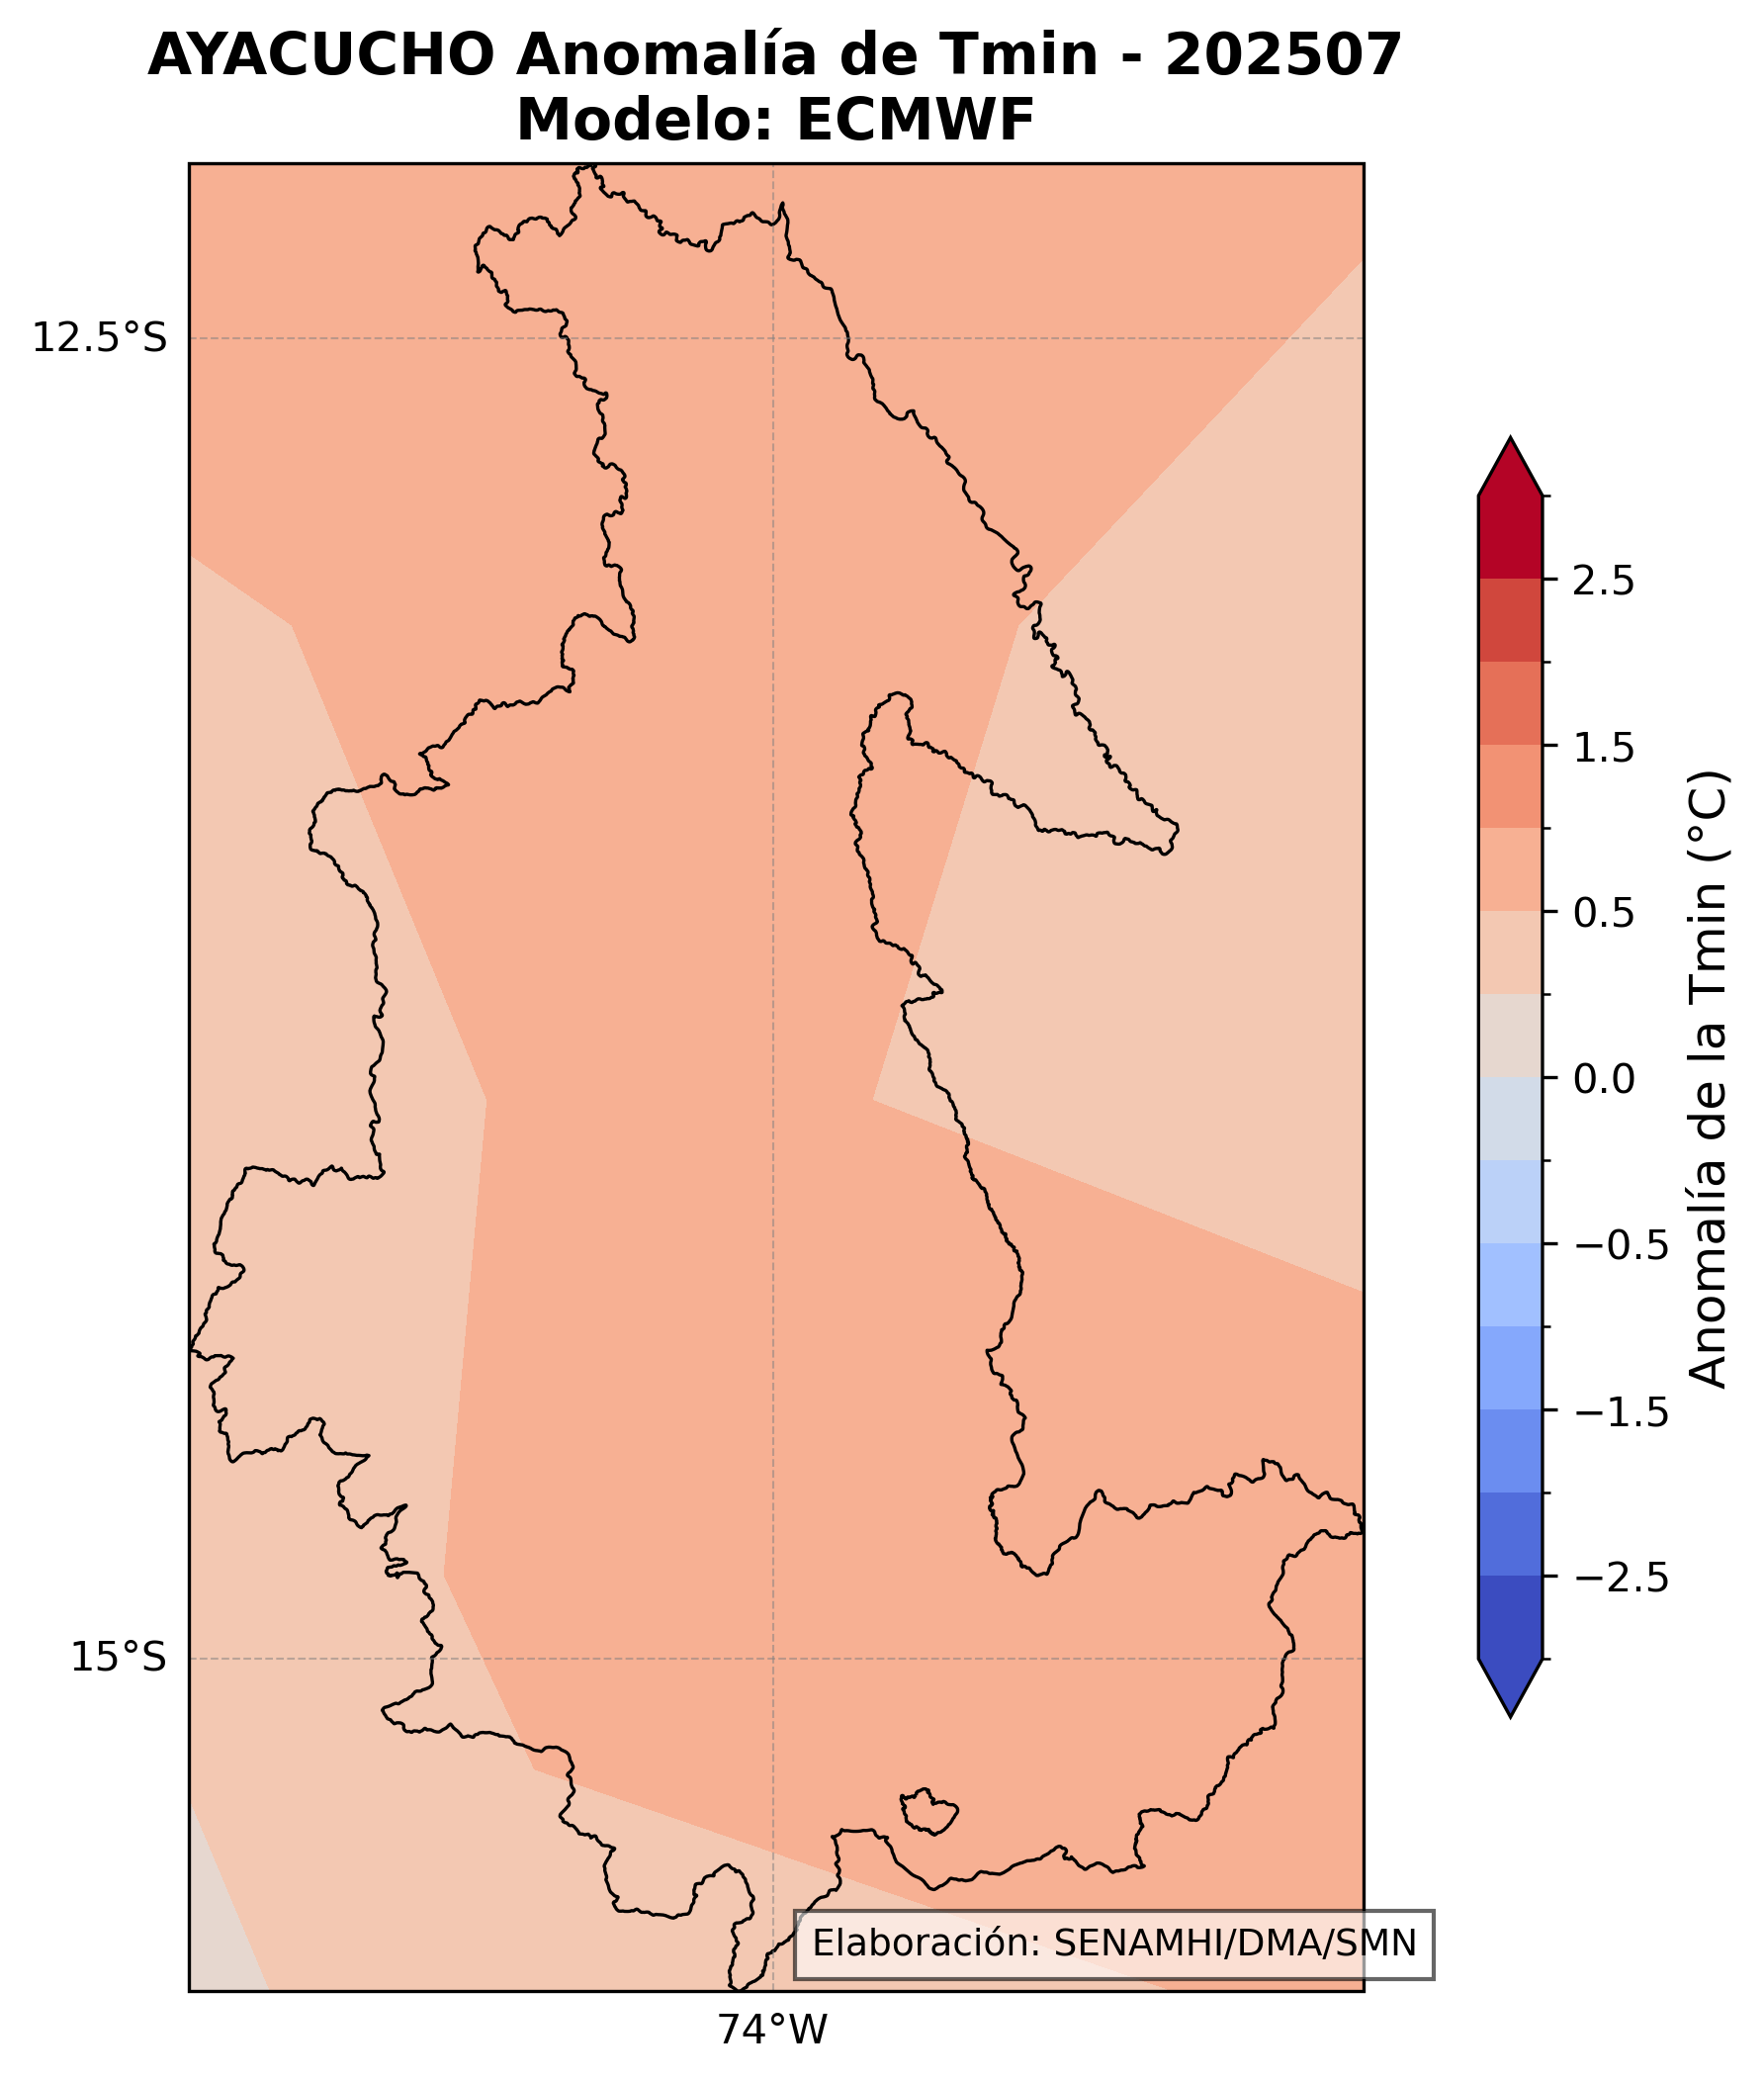 AYACUCHO Anomalía de Tmin - 202507
Modelo: ECMWF
12.5°S
15°S
74°W
2.5
1.5
0.5
0.0
−0.5
−1.5
−2.5
Anomalía de la Tmin (°C)
Elaboración: SENAMHI/DMA/SMN